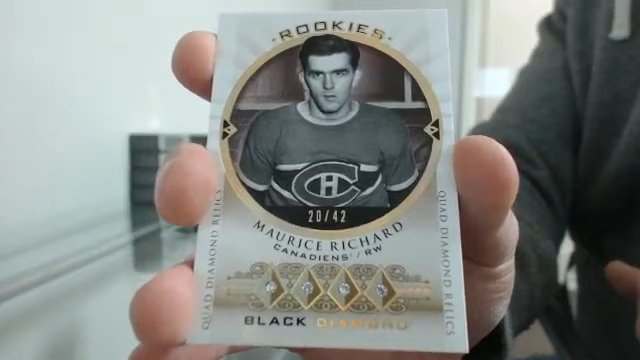 ·ROOKIES·
20/42
MAURICE RICHARD
CANADIENS®/RW
QUAD DIAMOND RELICS
QUAD DIAMOND RELICS
BLACK DIAMOND